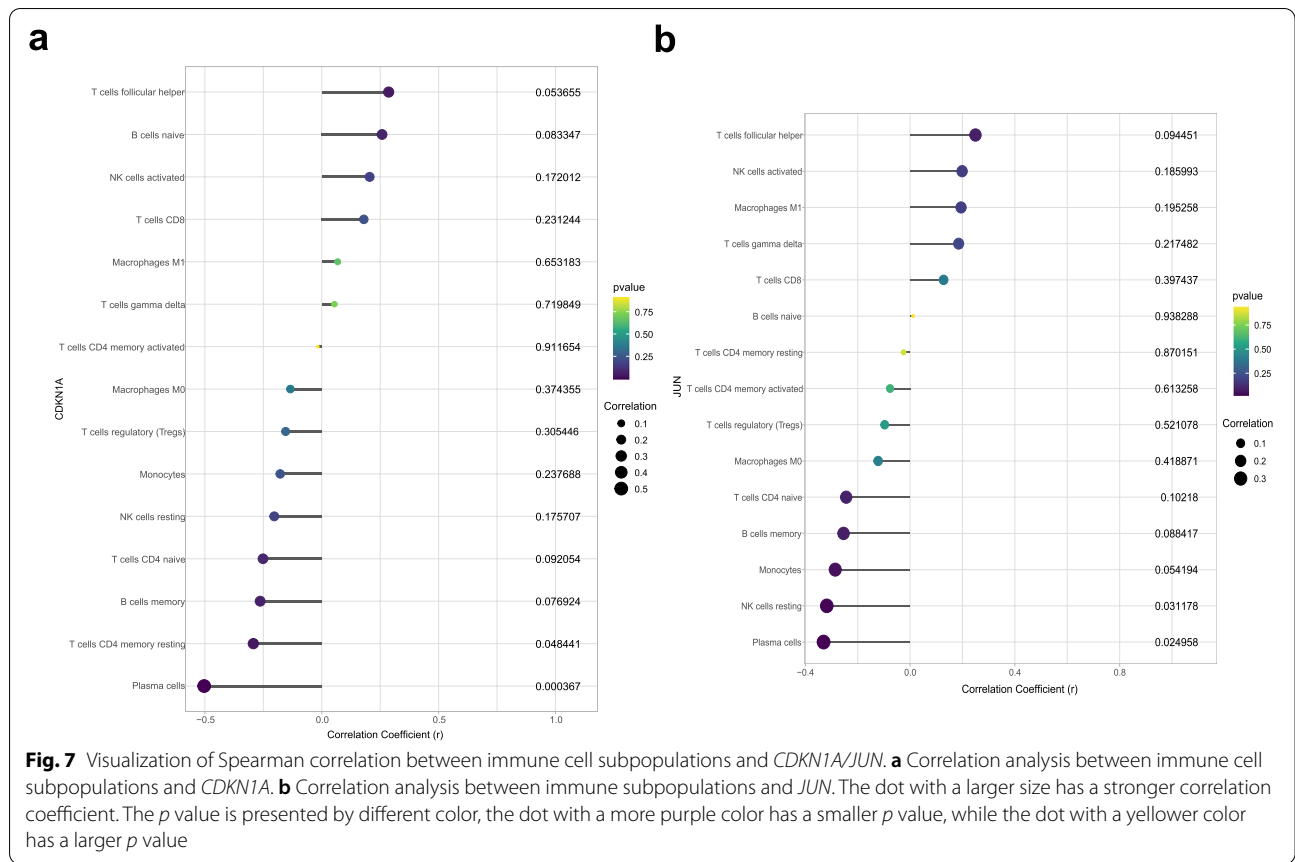 a
T cells follicular helper 0.053655
B cells naive 0.083347
NK cells activated 0.172012
T cells CD8 0.231244
Macrophages M1 0.653183
T cells gamma delta 0.719849
T cells CD4 memory activated 0.911654
Macrophages M0 0.374355
T cells regulatory (Tregs) 0.305446
Monocytes 0.237688
NK cells resting 0.175707
T cells CD4 naive 0.092054
B cells memory 0.076924
T cells CD4 memory resting 0.048441
Plasma cells 0.000367
CDKN1A
−0.5 0.0 0.5 1.0
Correlation Coefficient (r)
pvalue
0.75
0.50
0.25
Correlation
0.1
0.2
0.3
0.4
0.5
b
T cells follicular helper 0.094451
NK cells activated 0.185993
Macrophages M1 0.195258
T cells gamma delta 0.217482
T cells CD8 0.397437
B cells naive 0.938288
T cells CD4 memory resting 0.870151
T cells CD4 memory activated 0.613258
T cells regulatory (Tregs) 0.521078
Macrophages M0 0.418871
T cells CD4 naive 0.10218
B cells memory 0.088417
Monocytes 0.054194
NK cells resting 0.031178
Plasma cells 0.024958
JUN
−0.4 0.0 0.4 0.8
Correlation Coefficient (r)
pvalue
0.75
0.50
0.25
Correlation
0.1
0.2
0.3
Fig. 7 Visualization of Spearman correlation between immune cell subpopulations and CDKN1A/JUN. a Correlation analysis between immune cell
subpopulations and CDKN1A. b Correlation analysis between immune subpopulations and JUN. The dot with a larger size has a stronger correlation
coefficient. The p value is presented by different color, the dot with a more purple color has a smaller p value, while the dot with a yellower color
has a larger p value